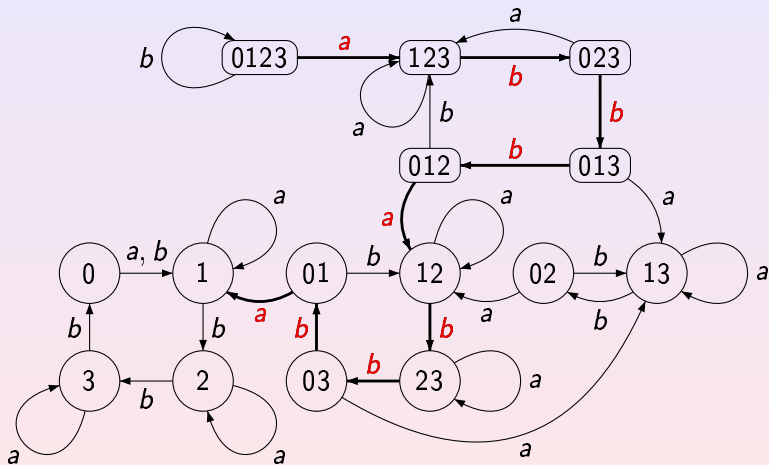 a
b 0123 a 123 b 023
a b b
012 b 013
a a a a
a, b
0 1 01 b 12 02 b 13 a
a a b
b b b b
3 b 2 03 b 23 a
a a a